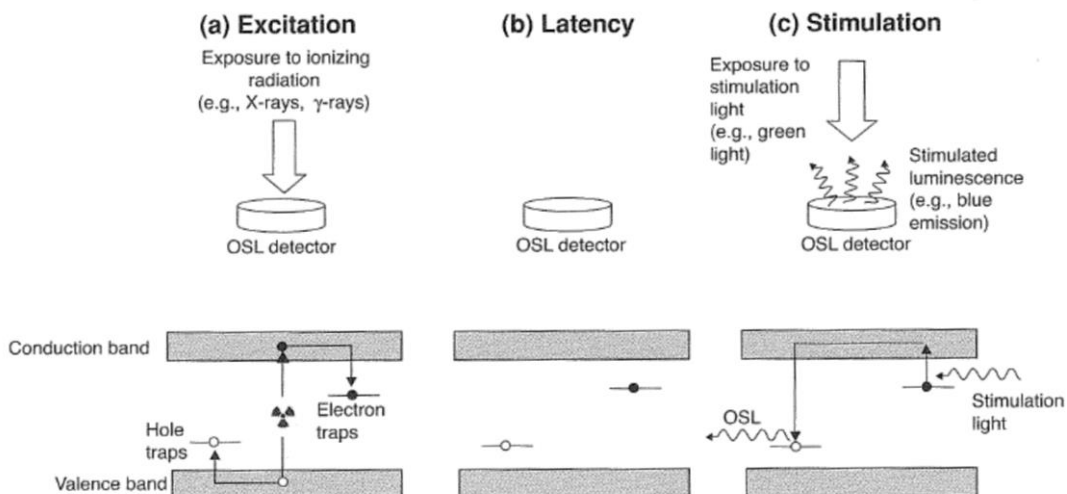 (a) Excitation
Exposure to ionizing
radiation
(e.g., X-rays, γ-rays)
OSL detector
(b) Latency
OSL detector
(c) Stimulation
Exposure to
stimulation
light
(e.g., green
light)
Stimulated
luminescence
(e.g., blue
emission)
OSL detector
Conduction band
Electron
traps
Hole
traps
Valence band
OSL
Stimulation
light